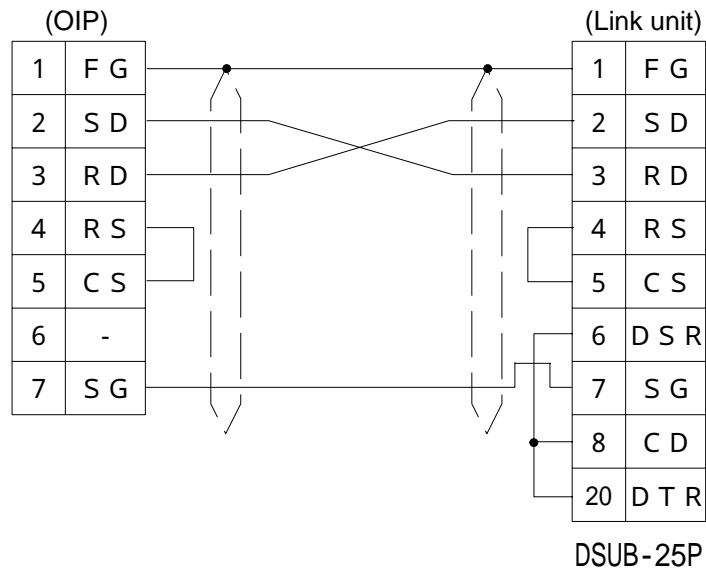 (OIP) (Link unit)
1 F G 1 F G
2 S D 2 S D
3 R D 3 R D
4 R S 4 R S
5 C S 5 C S
6 - 6 D S R
7 S G 7 S G
8 C D
20 D T R
DSUB-25P